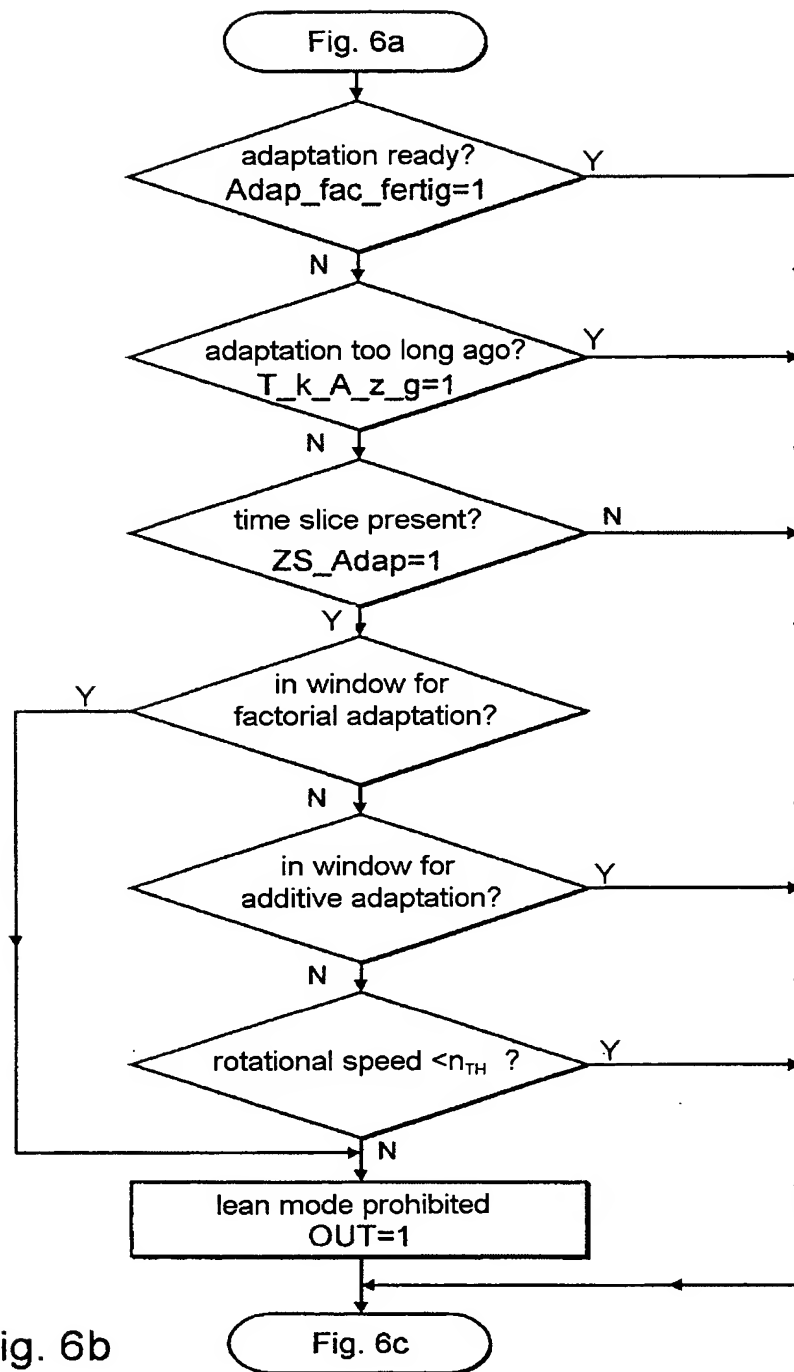 Fig. 6a
adaptation ready?
Y
Adap_fac_fertig=1
N
adaptation too long ago?
Y
T_k_A_z_g=1
N
time slice present?
N
ZS_Adap=1
Y
Y
in window for
factorial adaptation?
N
in window for
additive adaptation?
Y
N
rotational speed <nTH ?
Y
N
lean mode prohibited
OUT=1
ig. 6b
Fig. 6c